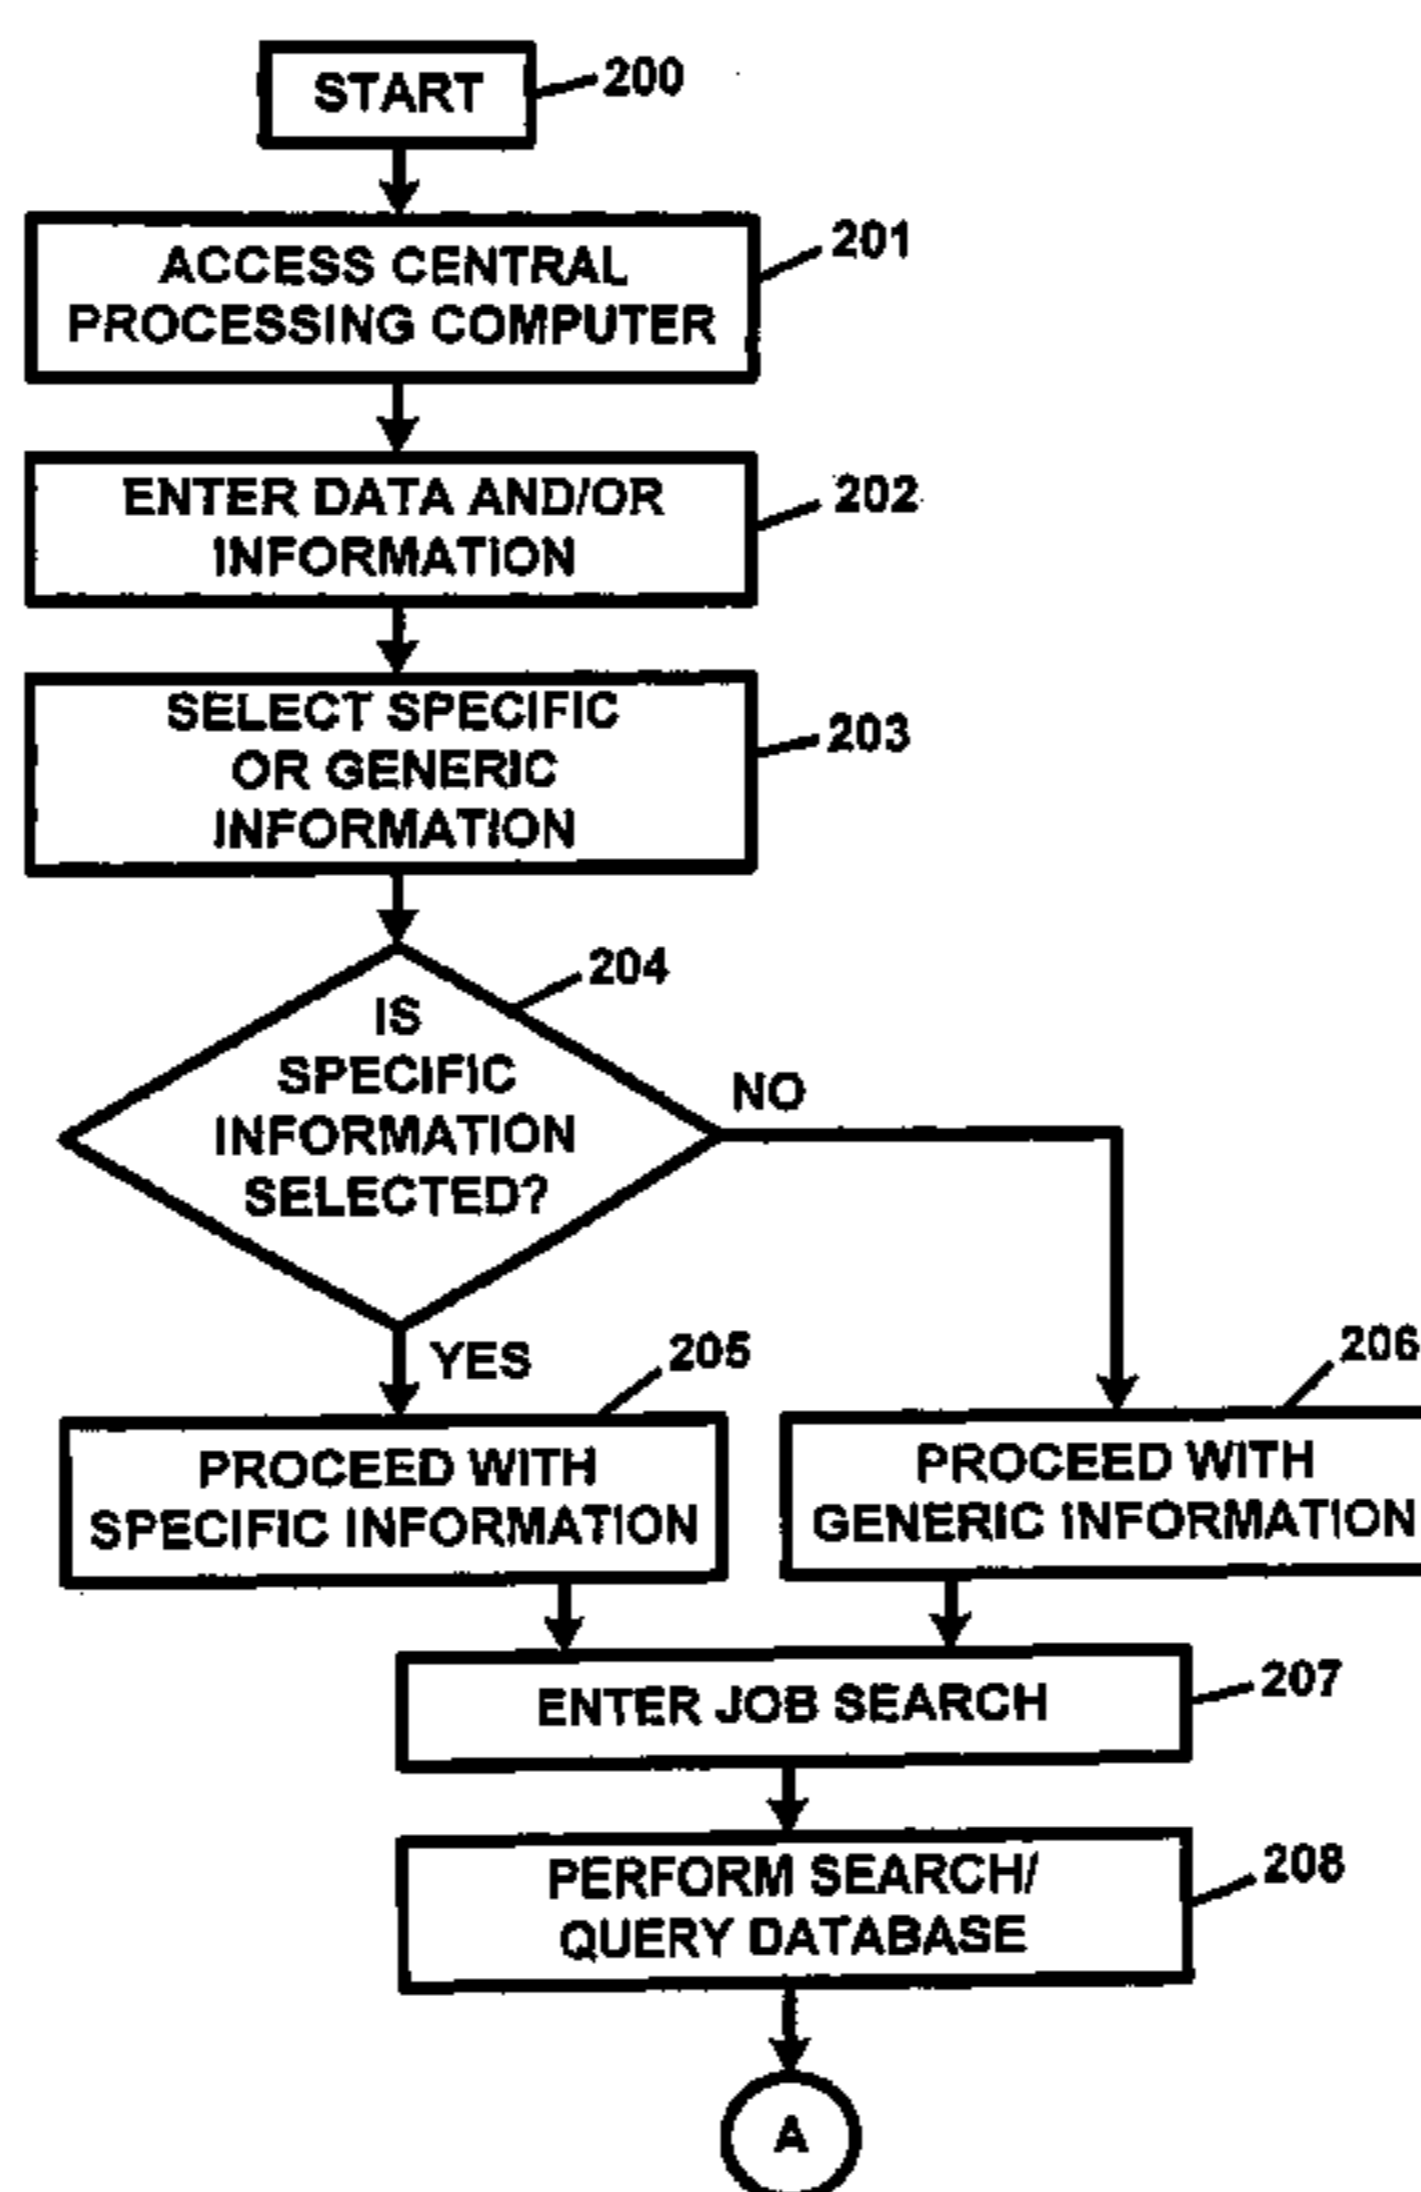 START
200
ACCESS CENTRAL
PROCESSING COMPUTER
201
ENTER DATA AND/OR
INFORMATION
202
SELECT SPECIFIC
OR GENERIC
INFORMATION
203
204
IS
SPECIFIC
INFORMATION
SELECTED?
NO
YES
205
PROCEED WITH
SPECIFIC INFORMATION
206
PROCEED WITH
GENERIC INFORMATION
ENTER JOB SEARCH
207
PERFORM SEARCH/
QUERY DATABASE
208
A